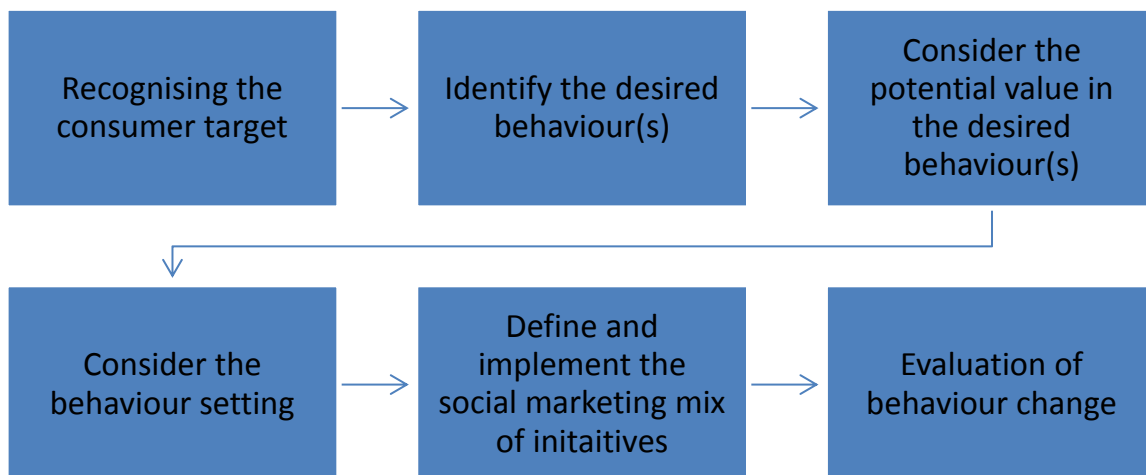 Recognising the
consumer target
Identify the desired
behaviour(s)
Consider the
potential value in
the desired
behaviour(s)
Consider the
behaviour setting
Define and
implement the
social marketing mix
of initaitives
Evaluation of
behaviour change